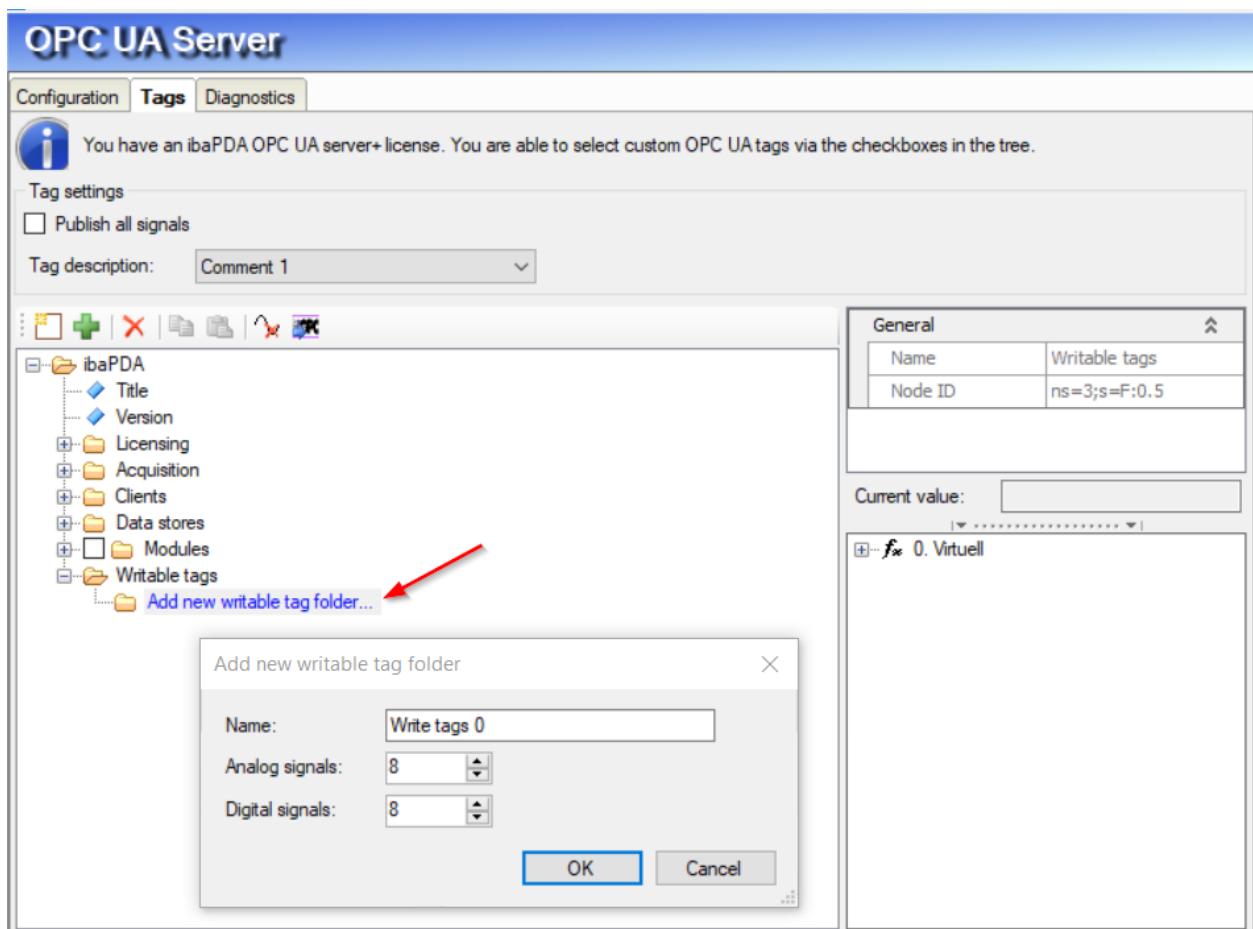 OPC UA Server
Configuration Tags Diagnostics
You have an ibaPDA OPC UA server+ license. You are able to select custom OPC UA tags via the checkboxes in the tree.
Tag settings
Publish all signals
Tag description: Comment 1
ibaPDA
Title
Version
Licensing
Acquisition
Clients
Data stores
Modules
Writable tags
Add new writable tag folder...
General
Name Writable tags
Node ID ns=3;s=F:0.5
Current value:
fx 0. Virtuell
Add new writable tag folder
Name: Write tags 0
Analog signals: 8
Digital signals: 8
OK Cancel